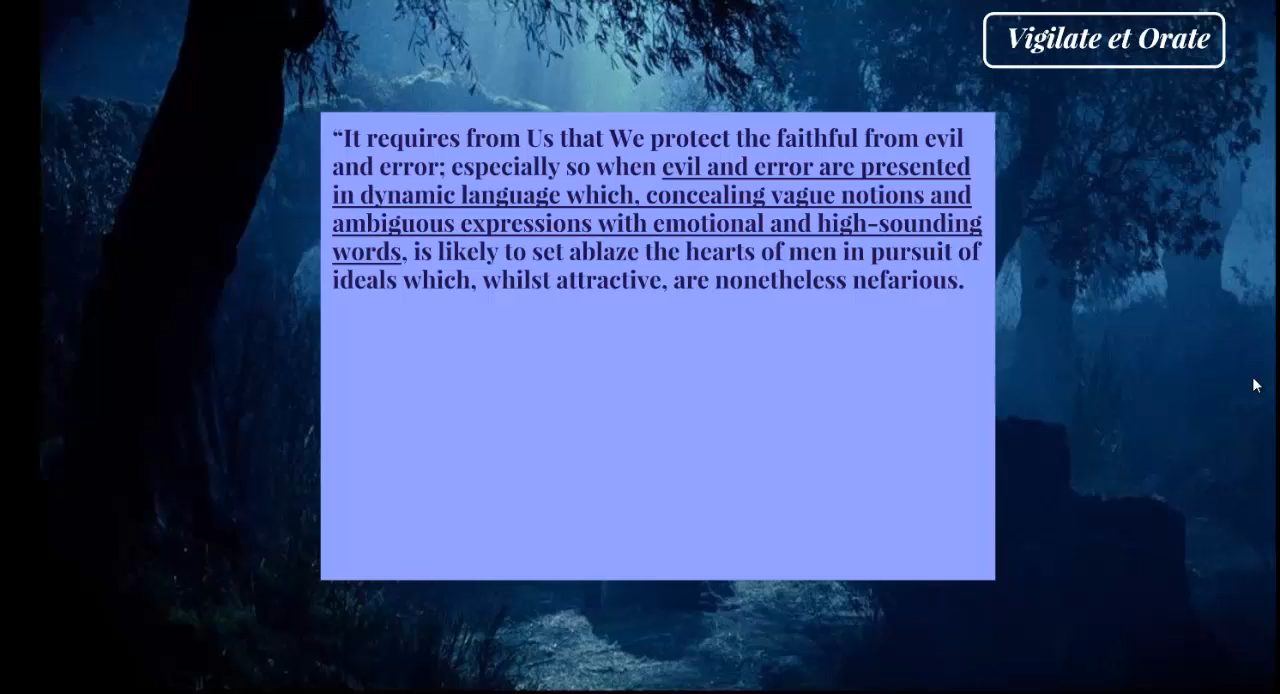 Vigilate et Orate
“It requires from Us that We protect the faithful from evil
and error; especially so when evil and error are presented
in dynamic language which, concealing vague notions and
ambiguous expressions with emotional and high-sounding
words, is likely to set ablaze the hearts of men in pursuit of
ideals which, whilst attractive, are nonetheless nefarious.